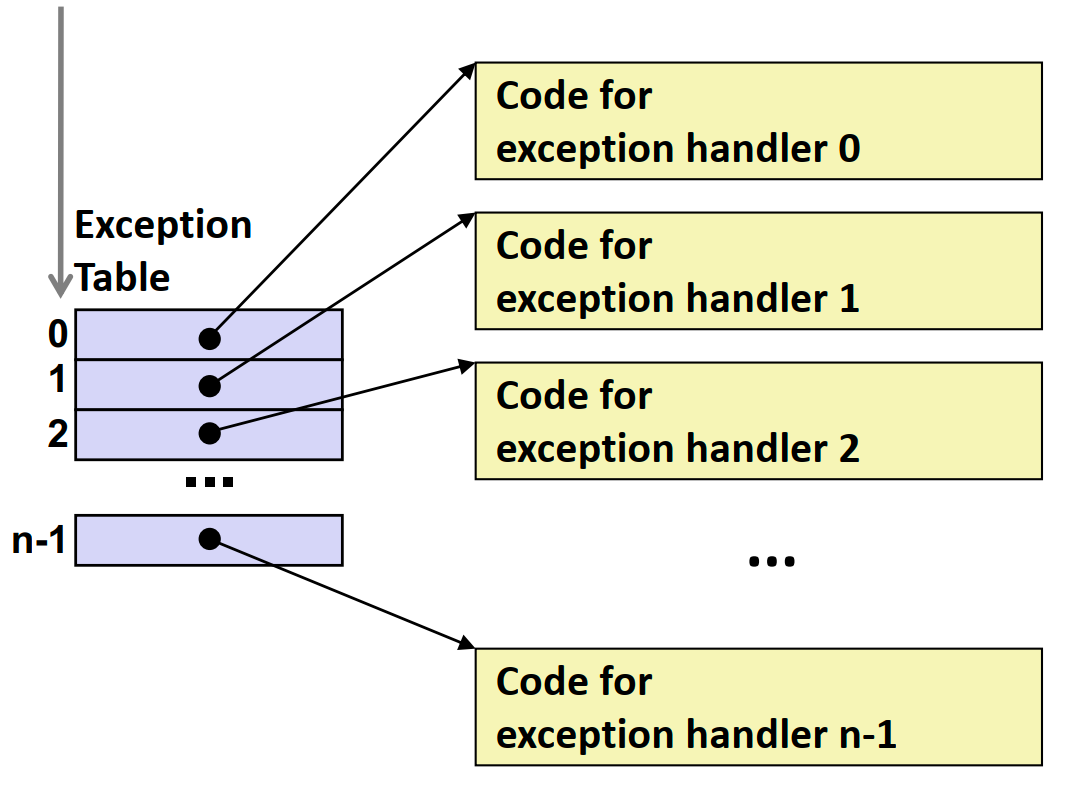 Exception
Table
0
1
2
...
n-1
Code for
exception handler 0
Code for
exception handler 1
Code for
exception handler 2
...
Code for
exception handler n-1